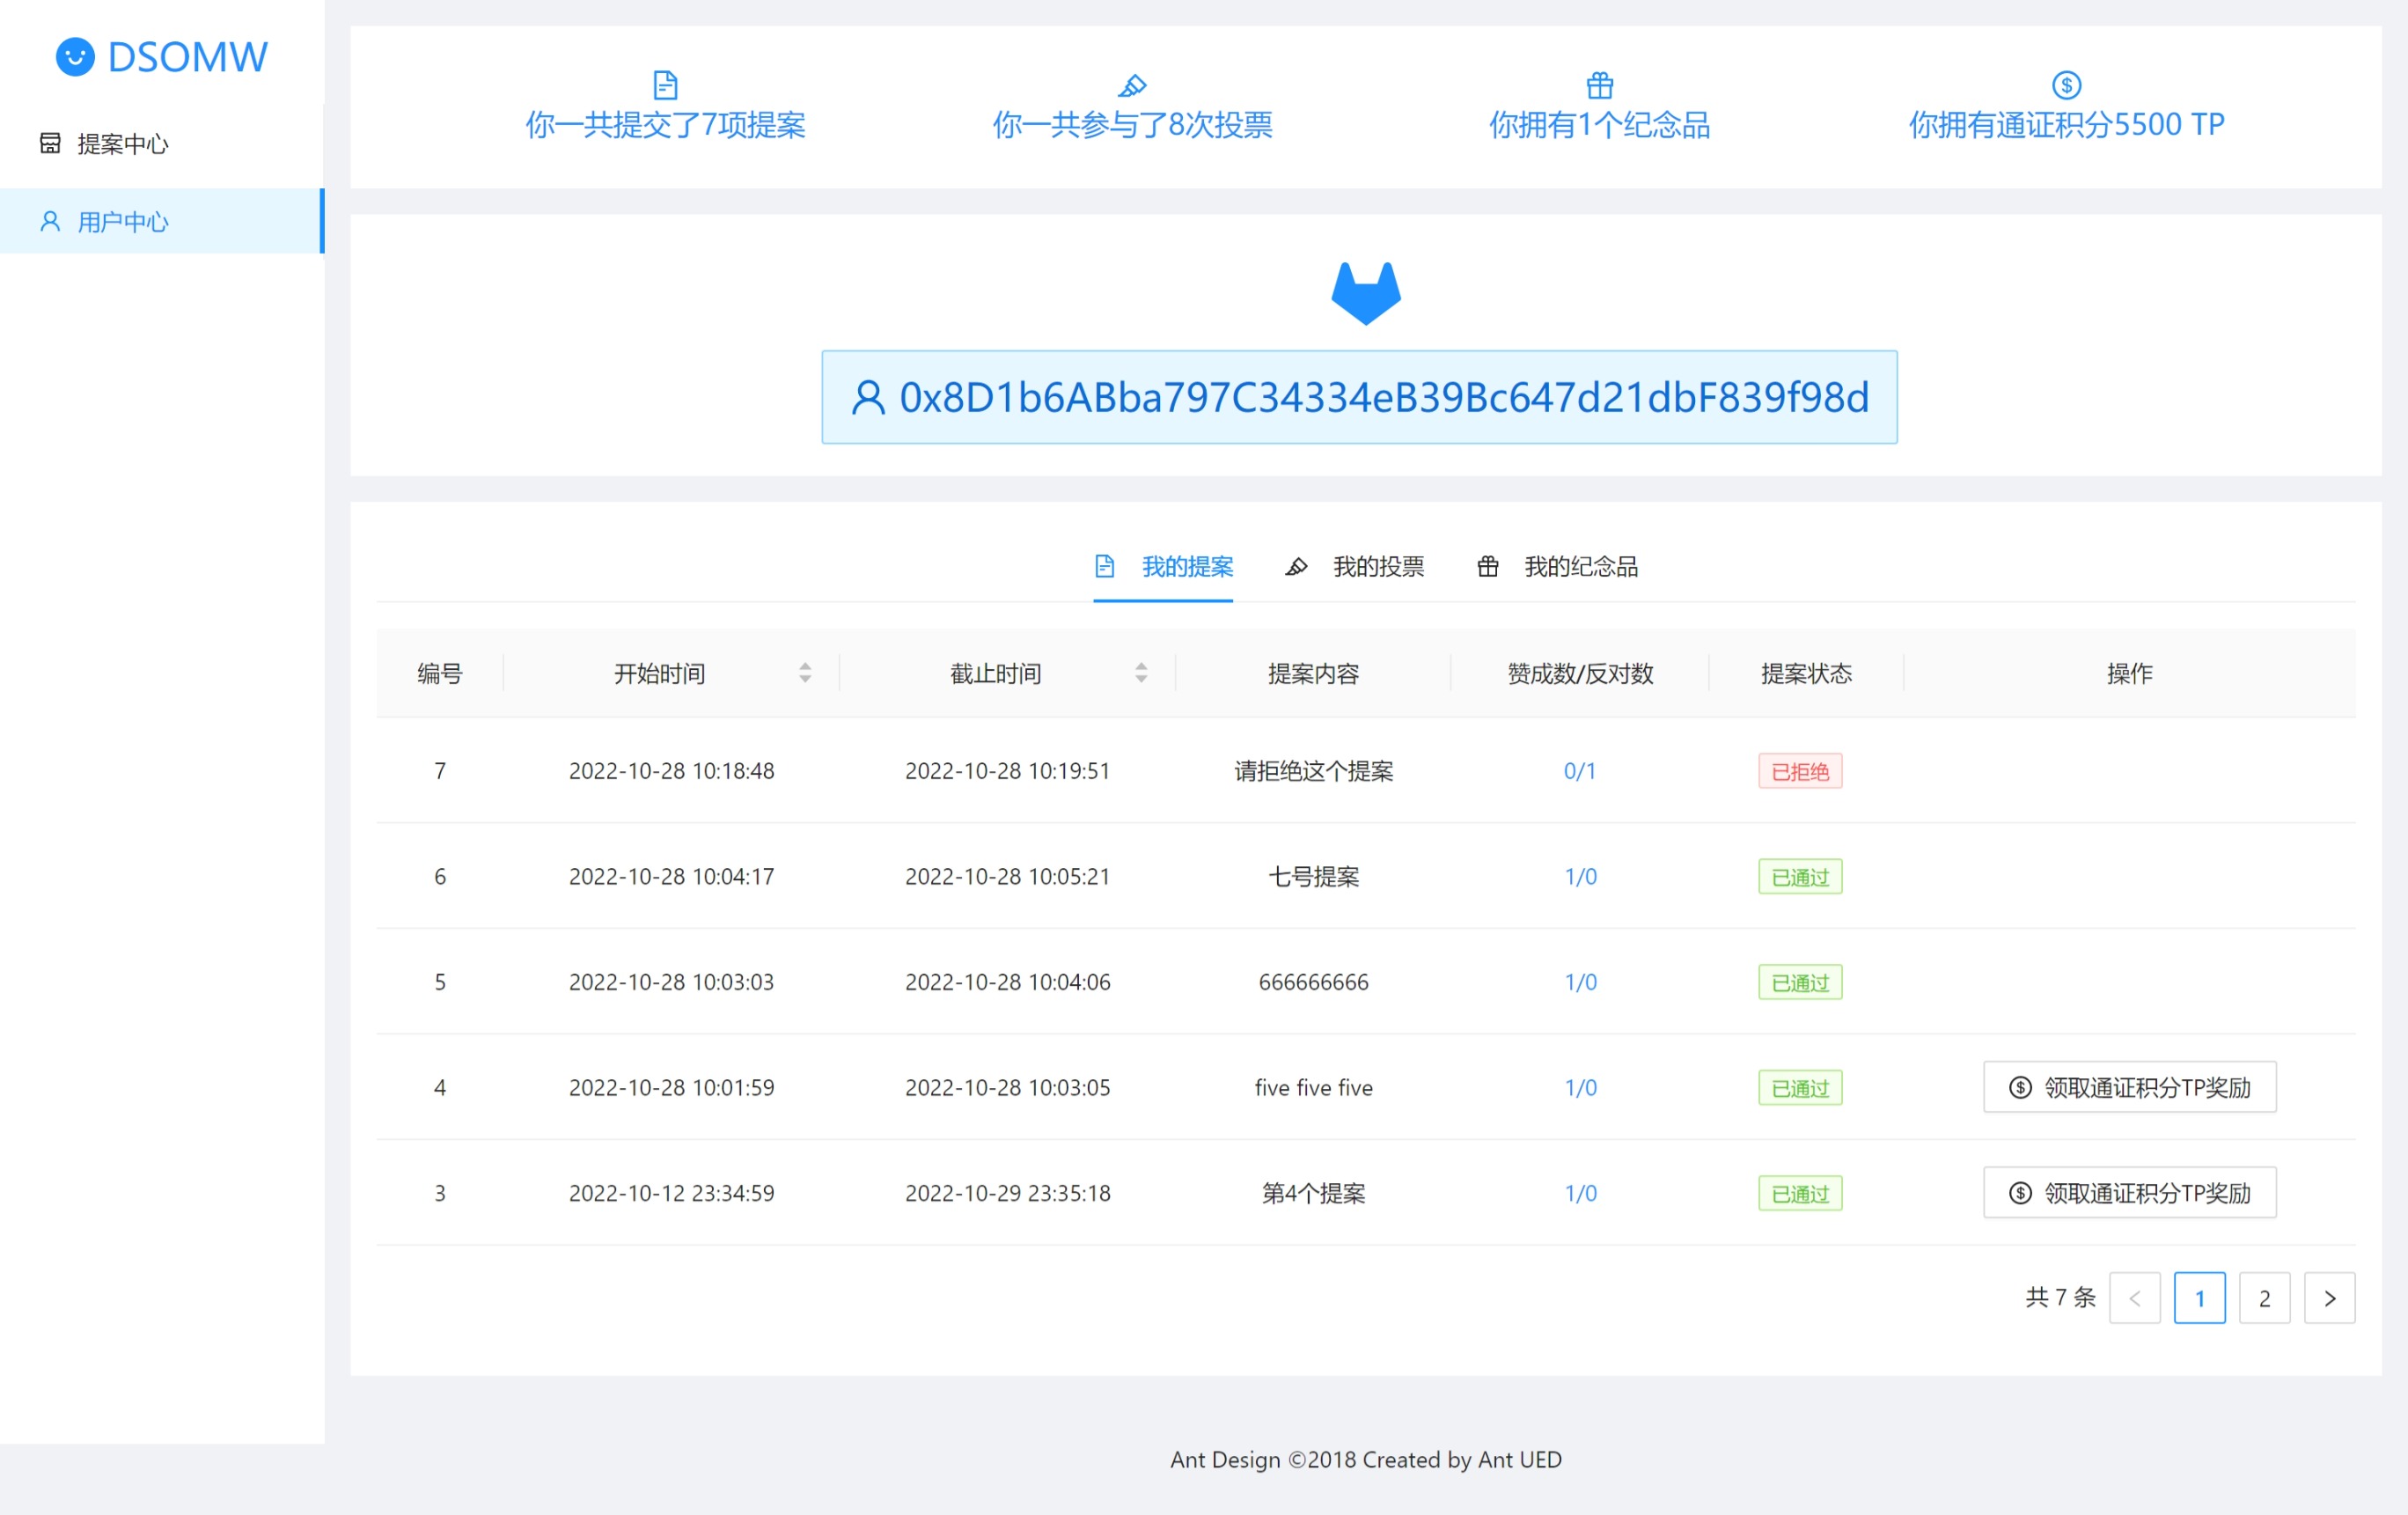 DSOMW
提案中心
用户中心
你一共提交了7项提案
你一共参与了8次投票
你拥有1个纪念品
你拥有通证积分5500 TP
0x8D1b6ABba797C34334eB39Bc647d21dbF839f98d
我的提案 我的投票 我的纪念品
编号 开始时间 截止时间 提案内容 赞成数/反对数 提案状态 操作
7 2022-10-28 10:18:48 2022-10-28 10:19:51 请拒绝这个提案 0/1 已拒绝
6 2022-10-28 10:04:17 2022-10-28 10:05:21 七号提案 1/0 已通过
5 2022-10-28 10:03:03 2022-10-28 10:04:06 666666666 1/0 已通过
4 2022-10-28 10:01:59 2022-10-28 10:03:05 five five five 1/0 已通过 领取通证积分TP奖励
3 2022-10-12 23:34:59 2022-10-29 23:35:18 第4个提案 1/0 已通过 领取通证积分TP奖励
共 7 条 < 1 2 >
Ant Design ©2018 Created by Ant UED